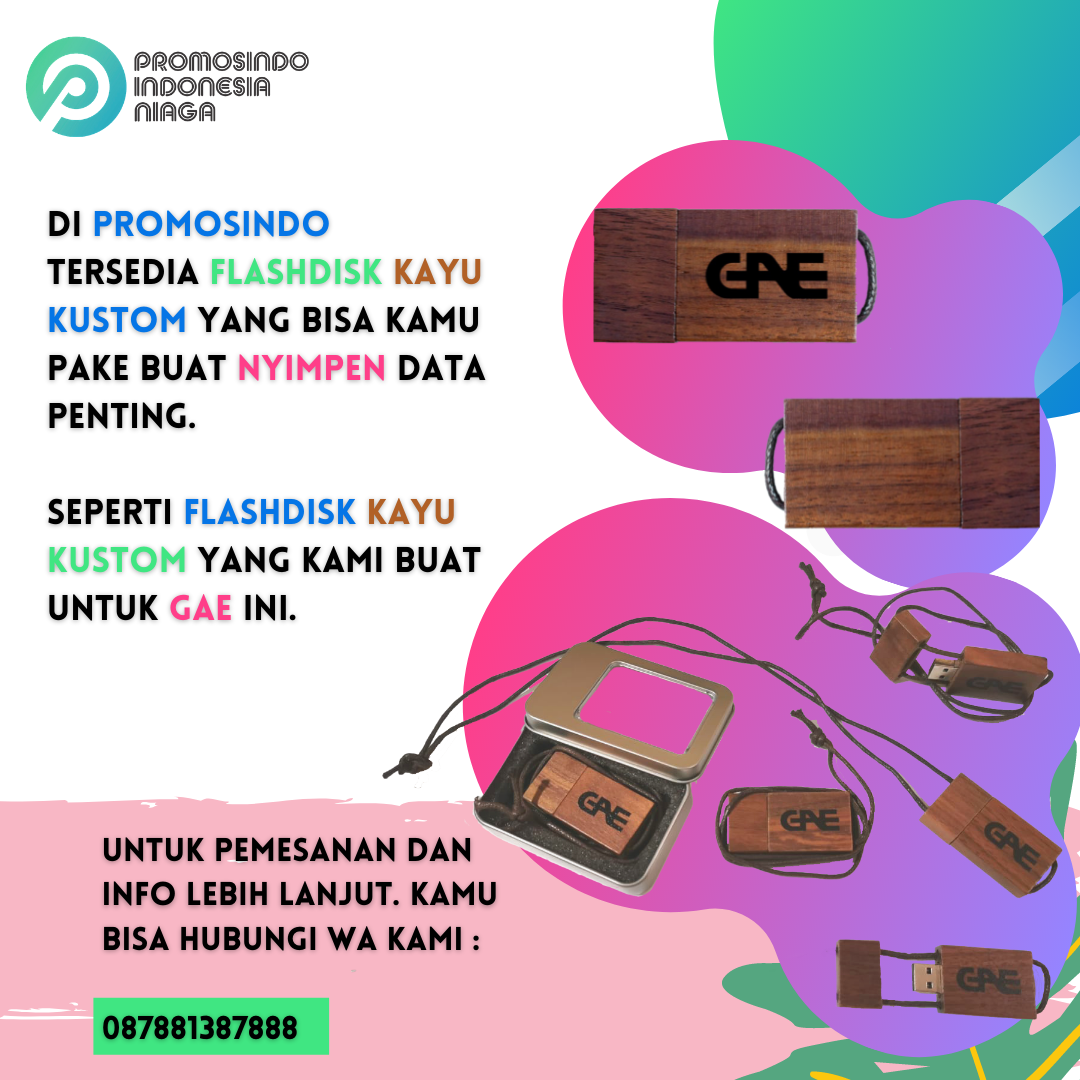 PROMOSINDO
INDONESIA
NIAGA
DI PROMOSINDO
TERSEDIA FLASHDISK KAYU
KUSTOM YANG BISA KAMU
PAKE BUAT NYIMPEN DATA
PENTING.
SEPERTI FLASHDISK KAYU
KUSTOM YANG KAMI BUAT
UNTUK GAE INI.
GAE
GAE
GAE
GAE
GAE
GAE
UNTUK PEMESANAN DAN
INFO LEBIH LANJUT. KAMU
BISA HUBUNGI WA KAMI :
087881387888